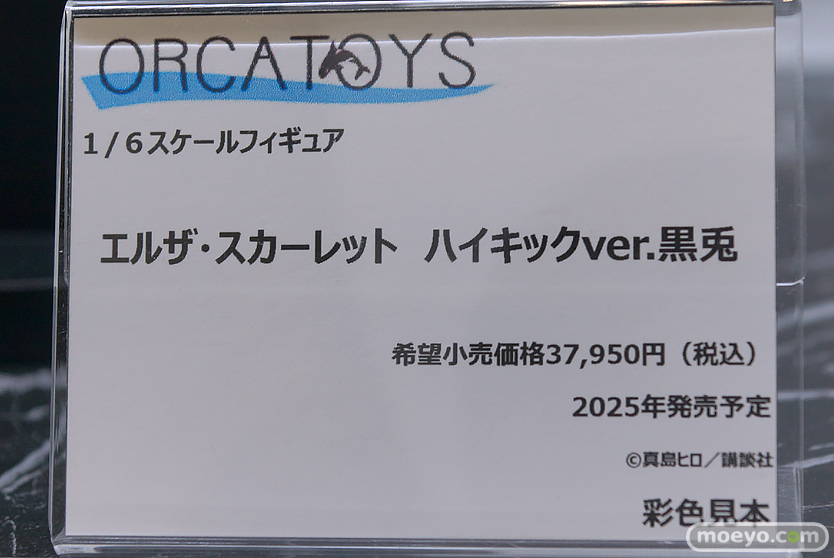 ORCATOYS
1/6スケールフィギュア
エルザ・スカーレット ハイキックver.黒兎
希望小売価格37,950円（税込）
2025年発売予定
©真島ヒロ／講談社
彩色見本
moeyo.com